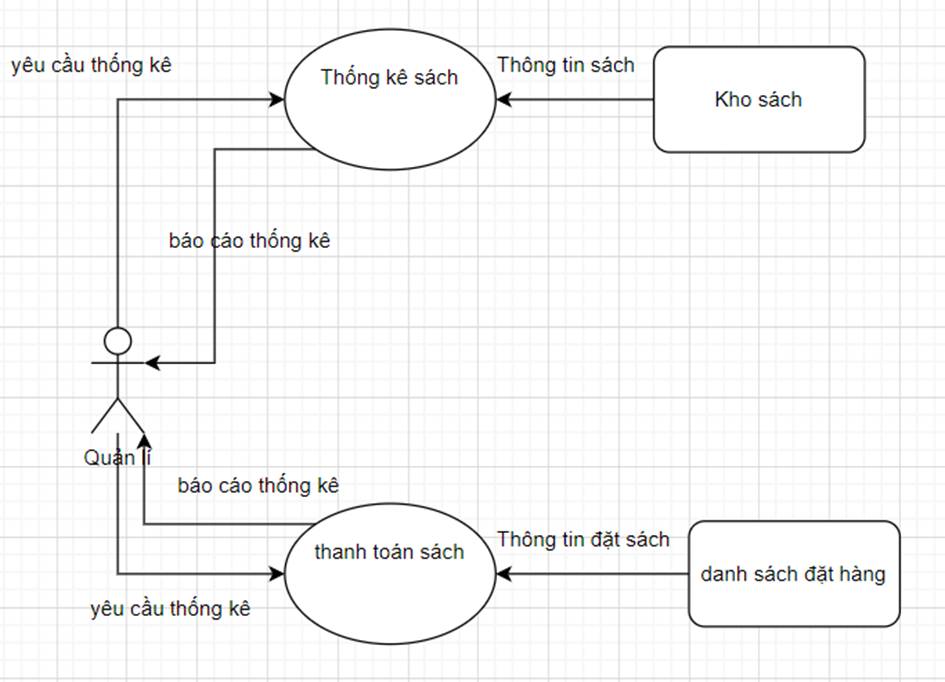 yêu cầu thống kê
Thống kê sách
Thông tin sách
Kho sách
báo cáo thống kê
Quản lí
báo cáo thống kê
thanh toán sách
Thông tin đặt sách
danh sách đặt hàng
yêu cầu thống kê